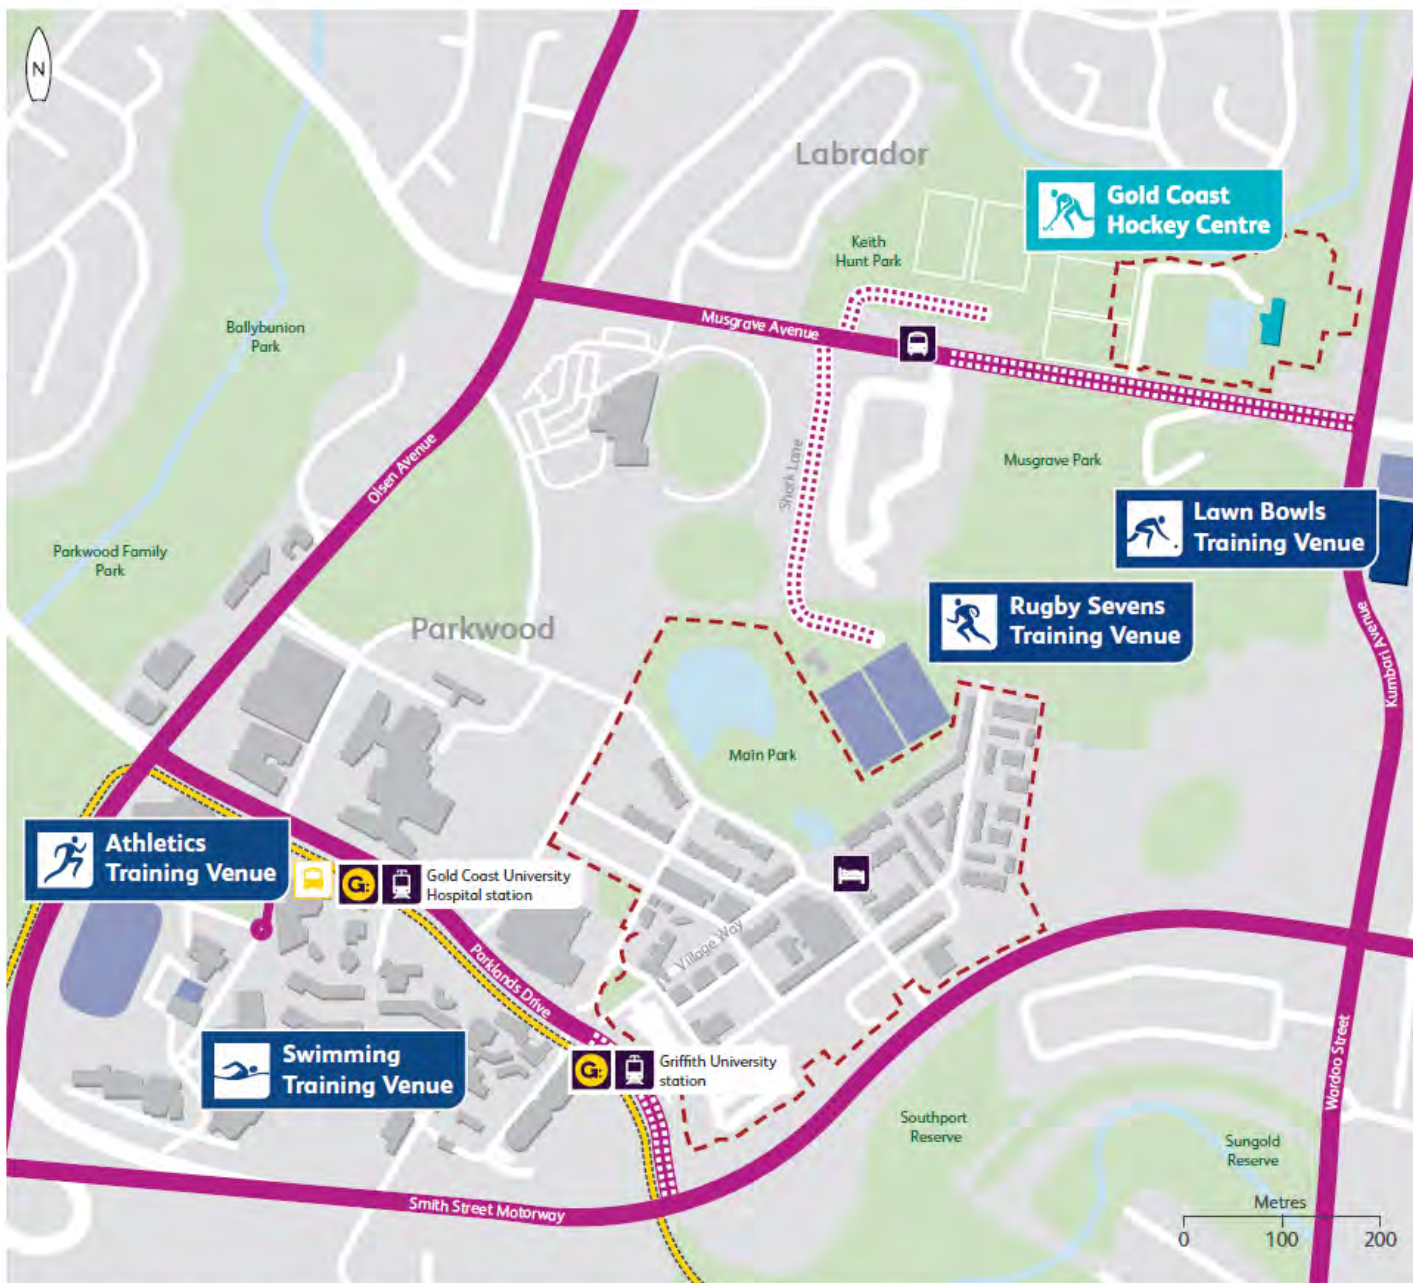 N
Labrador
Gold Coast
Hockey Centre
Keith
Hunt Park
Ballybunion
Park
Musgrave Avenue
Olsen Avenue
Shark Lane
Musgrave Park
Lawn Bowls
Training Venue
Parkwood Family
Park
Parkwood
Rugby Sevens
Training Venue
Kumbari Avenue
Main Park
Athletics
Training Venue
G:
Gold Coast University
Hospital station
Village Way
Parklands Drive
Swimming
Training Venue
G:
Griffith University
station
Wardoo Street
Southport
Reserve
Sungold
Reserve
Smith Street Motorway
Metres
0 100 200